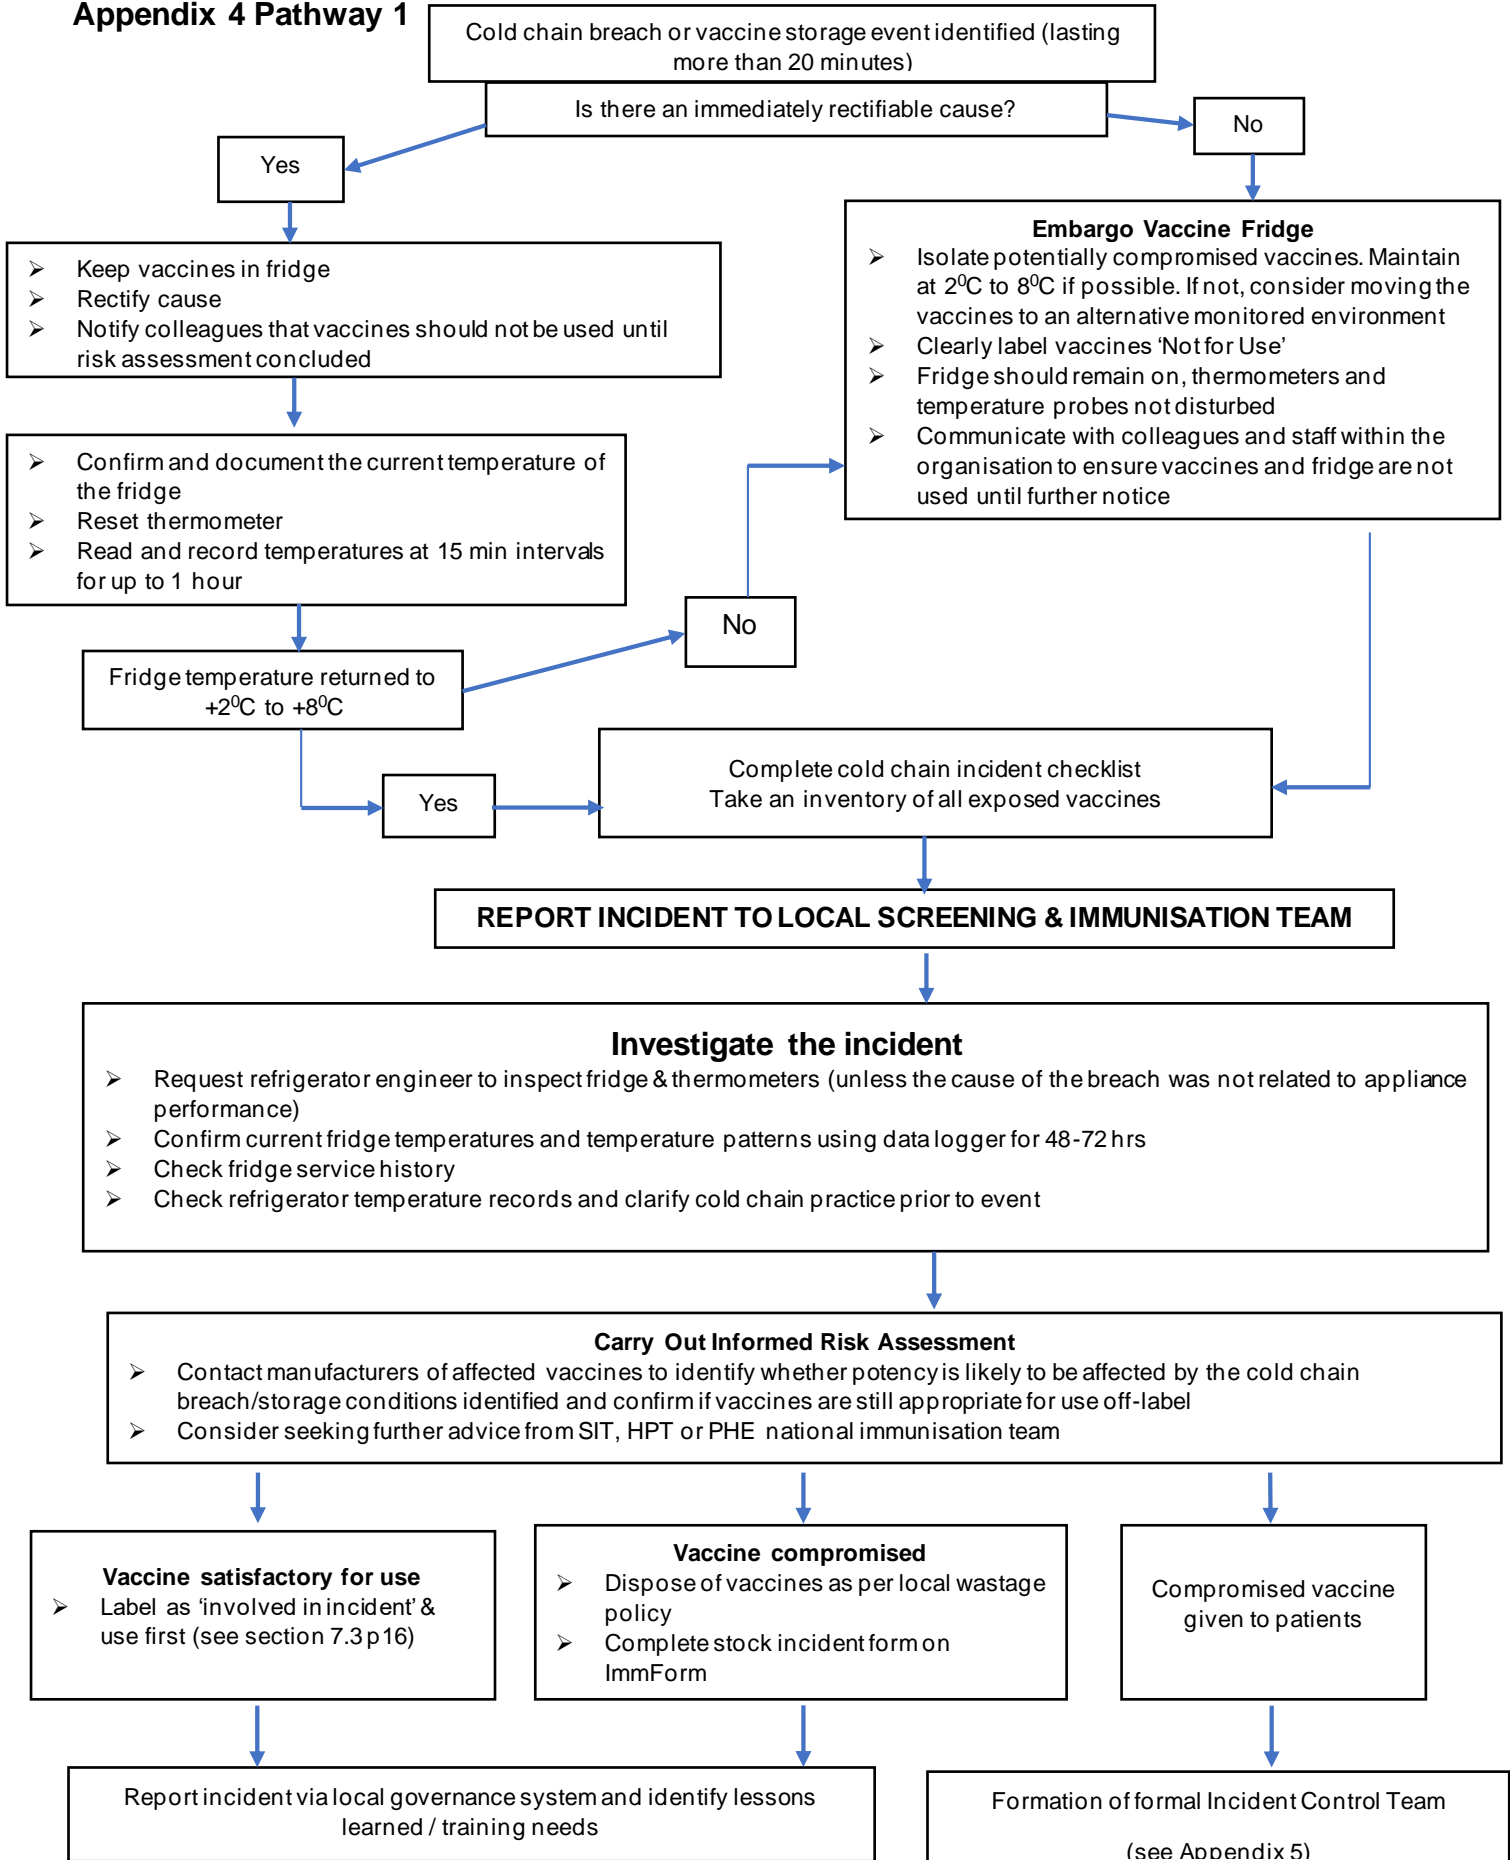 Appendix 4 Pathway 1
Cold chain breach or vaccine storage event identified (lasting
more than 20 minutes)
Is there an immediately rectifiable cause?
No
Yes
Embargo Vaccine Fridge
➢ Isolate potentially compromised vaccines. Maintain
at 2⁰C to 8⁰C if possible. If not, consider moving the
vaccines to an alternative monitored environment
➢ Clearly label vaccines ‘Not for Use’
➢ Fridge should remain on, thermometers and
temperature probes not disturbed
➢ Communicate with colleagues and staff within the
organisation to ensure vaccines and fridge are not
used until further notice
➢ Keep vaccines in fridge
➢ Rectify cause
➢ Notify colleagues that vaccines should not be used until
risk assessment concluded
➢ Confirm and document the current temperature of
the fridge
➢ Reset thermometer
➢ Read and record temperatures at 15 min intervals
for up to 1 hour
No
Fridge temperature returned to
+2⁰C to +8⁰C
Yes
Complete cold chain incident checklist
Take an inventory of all exposed vaccines
REPORT INCIDENT TO LOCAL SCREENING & IMMUNISATION TEAM
Investigate the incident
➢ Request refrigerator engineer to inspect fridge & thermometers (unless the cause of the breach was not related to appliance
performance)
➢ Confirm current fridge temperatures and temperature patterns using data logger for 48-72 hrs
➢ Check fridge service history
➢ Check refrigerator temperature records and clarify cold chain practice prior to event
Carry Out Informed Risk Assessment
➢ Contact manufacturers of affected vaccines to identify whether potency is likely to be affected by the cold chain
breach/storage conditions identified and confirm if vaccines are still appropriate for use off-label
➢ Consider seeking further advice from SIT, HPT or PHE national immunisation team
Vaccine satisfactory for use
➢ Label as ‘involved in incident’ &
use first (see section 7.3 p16)
Vaccine compromised
➢ Dispose of vaccines as per local wastage
policy
➢ Complete stock incident form on
ImmForm
Compromised vaccine
given to patients
Report incident via local governance system and identify lessons
learned / training needs
Formation of formal Incident Control Team
(see Appendix 5)